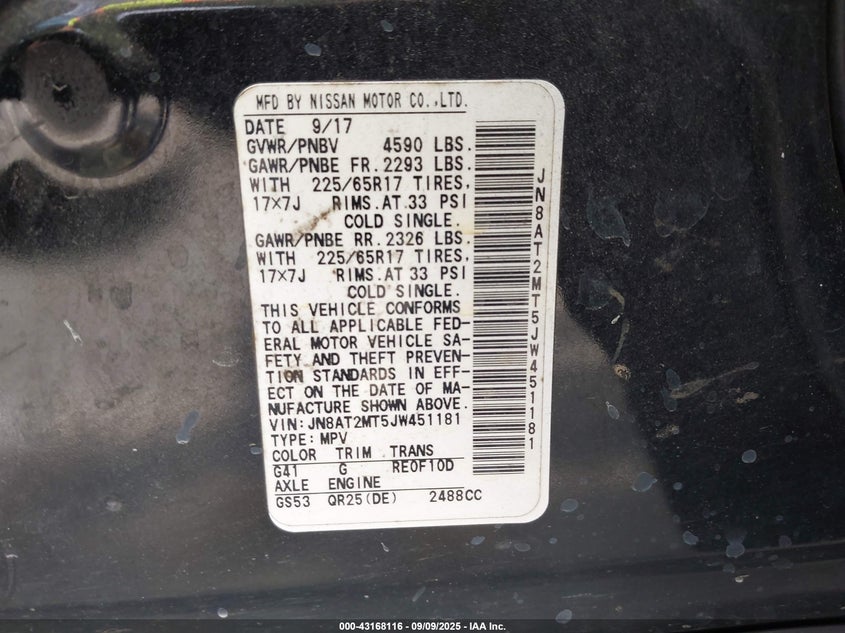 MFD BY NISSAN MOTOR CO.,LTD.
DATE 9/17
GVWR/PNBV 4590 LBS.
GAWR/PNBE FR. 2293 LBS.
WITH 225/65R17 TIRES,
17×7J RIMS.AT 33 PSI
COLD SINGLE.
GAWR/PNBE RR. 2326 LBS.
WITH 225/65R17 TIRES,
17×7J RIMS.AT 33 PSI
COLD SINGLE.
THIS VEHICLE CONFORMS
TO ALL APPLICABLE FED-
ERAL MOTOR VEHICLE SA-
FETY AND THEFT PREVEN-
TION STANDARDS IN EFF-
ECT ON THE DATE OF MA-
NUFACTURE SHOWN ABOVE.
VIN: JN8AT2MT5JW451181
TYPE: MPV
COLOR TRIM TRANS
G41 G RE0F10D
AXLE ENGINE
GS53 QR25(DE) 2488CC
JN8AT2MT5JW451181
000-43168116 - 09/09/2025 - IAA Inc.